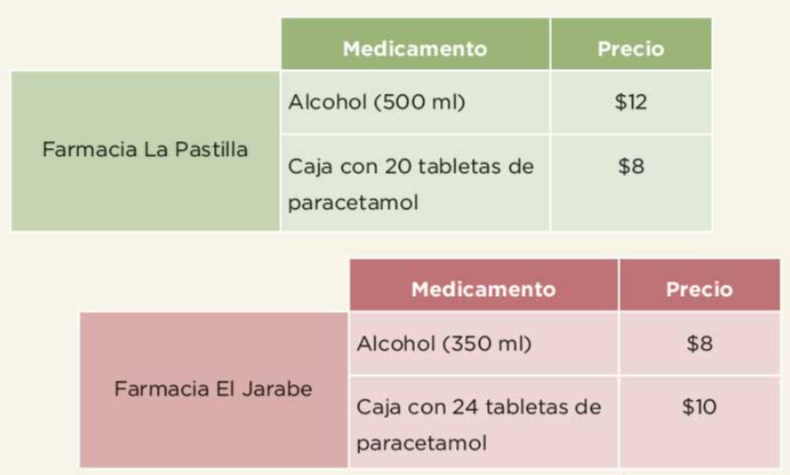 Medicamento Precio
Farmacia La Pastilla
Alcohol (500 ml) $12
Caja con 20 tabletas de $8
paracetamol
Medicamento Precio
Farmacia El Jarabe
Alcohol (350 ml) $8
Caja con 24 tabletas de $10
paracetamol